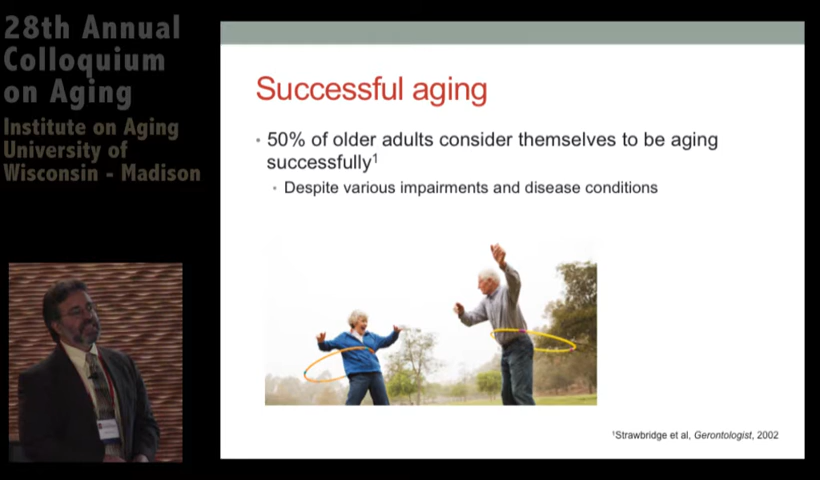 28th Annual
Colloquium
on Aging
Institute on Aging
University of
Wisconsin - Madison
Successful aging
• 50% of older adults consider themselves to be aging
successfully¹
• Despite various impairments and disease conditions
¹Strawbridge et al, Gerontologist, 2002